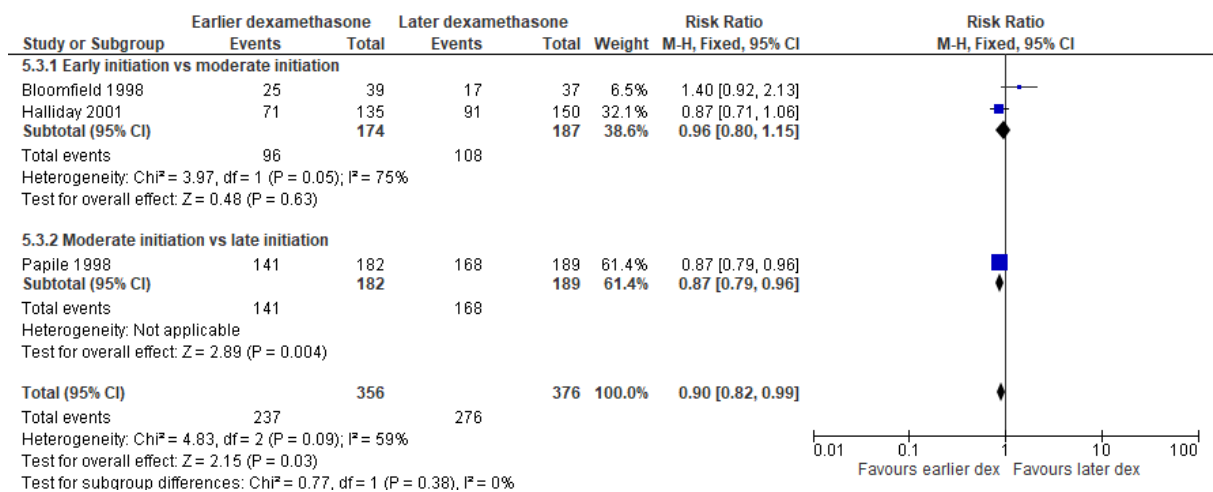 Earlier dexamethasone Later dexamethasone Risk Ratio Risk Ratio
Study or Subgroup Events Total Events Total Weight M-H, Fixed, 95% CI M-H, Fixed, 95% CI
5.3.1 Early initiation vs moderate initiation
Bloomfield 1998 25 39 17 37 6.5% 1.40 [0.92, 2.13]
Halliday 2001 71 135 91 150 32.1% 0.87 [0.71, 1.06]
Subtotal (95% CI) 174 187 38.6% 0.96 [0.80, 1.15]
Total events 96 108
Heterogeneity: Chi² = 3.97, df = 1 (P = 0.05); I² = 75%
Test for overall effect: Z = 0.48 (P = 0.63)
5.3.2 Moderate initiation vs late initiation
Papile 1998 141 182 168 189 61.4% 0.87 [0.79, 0.96]
Subtotal (95% CI) 182 189 61.4% 0.87 [0.79, 0.96]
Total events 141 168
Heterogeneity: Not applicable
Test for overall effect: Z = 2.89 (P = 0.004)
Total (95% CI) 356 376 100.0% 0.90 [0.82, 0.99]
Total events 237 276
Heterogeneity: Chi² = 4.83, df = 2 (P = 0.09); I² = 59%
Test for overall effect: Z = 2.15 (P = 0.03)
Test for subgroup differences: Chi² = 0.77, df = 1 (P = 0.38), I² = 0%
0.01 0.1 1 10 100
Favours earlier dex Favours later dex